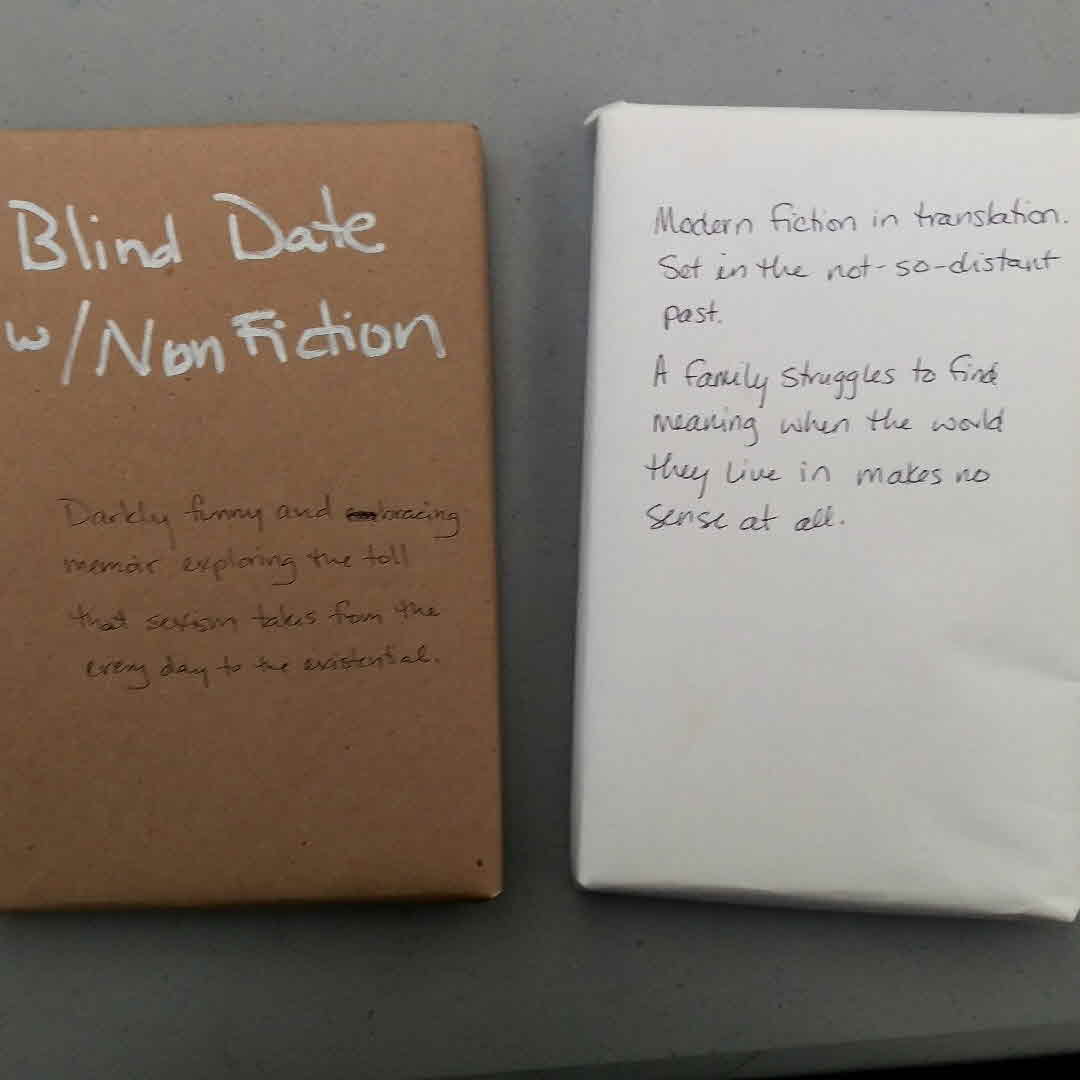 Blind Date
w/Non Fiction
Darkly funny and bracing
memoir exploring the toll
that sexism takes from the
every day to the existential.
Modern fiction in translation.
Set in the not-so-distant
past.
A family struggles to find
meaning when the world
they live in makes no
sense at all.